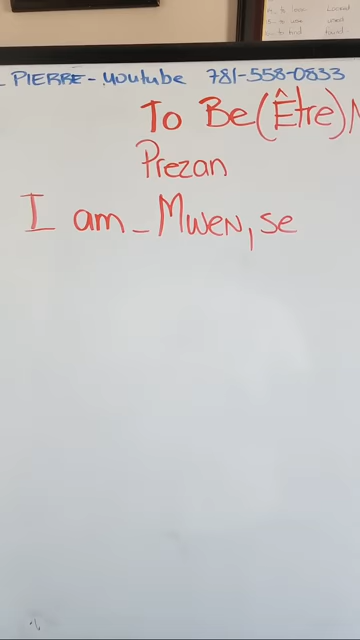 PIERRE - Youtube 781-558-0833
To Be (Être)
Prezan
I am - Mwen, se